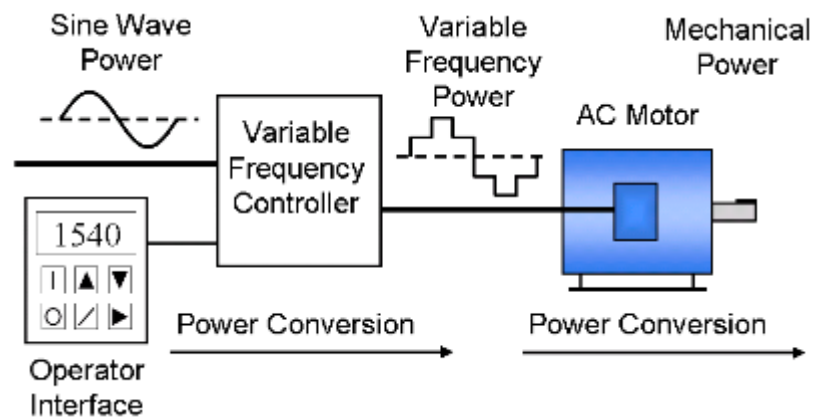 Sine Wave
Power
Variable
Frequency
Power
Mechanical
Power
AC Motor
Variable
Frequency
Controller
1540
Power Conversion
Power Conversion
Operator
Interface